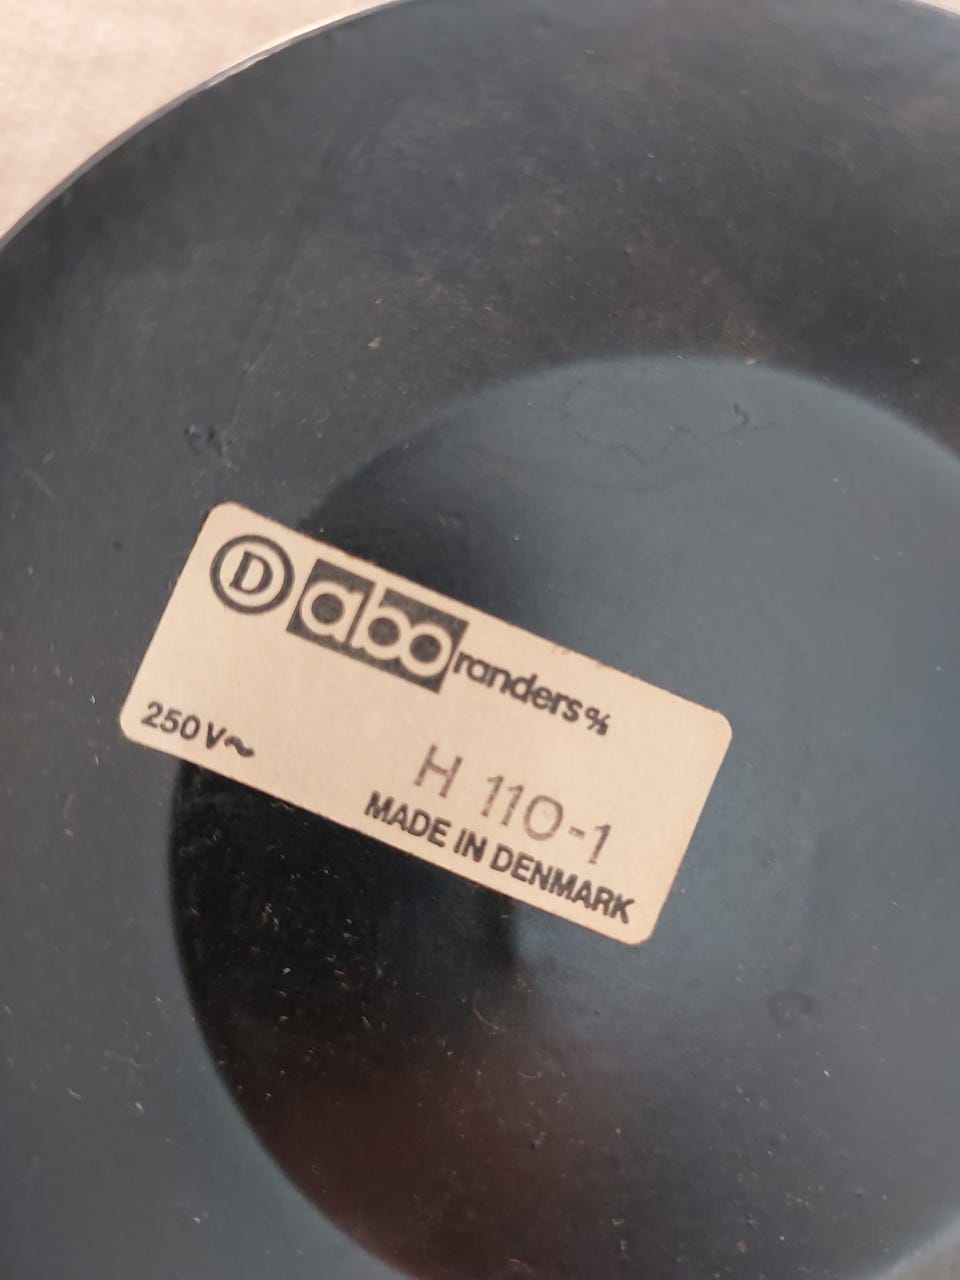 D abo randers %
250 V~
H 110-1
MADE IN DENMARK